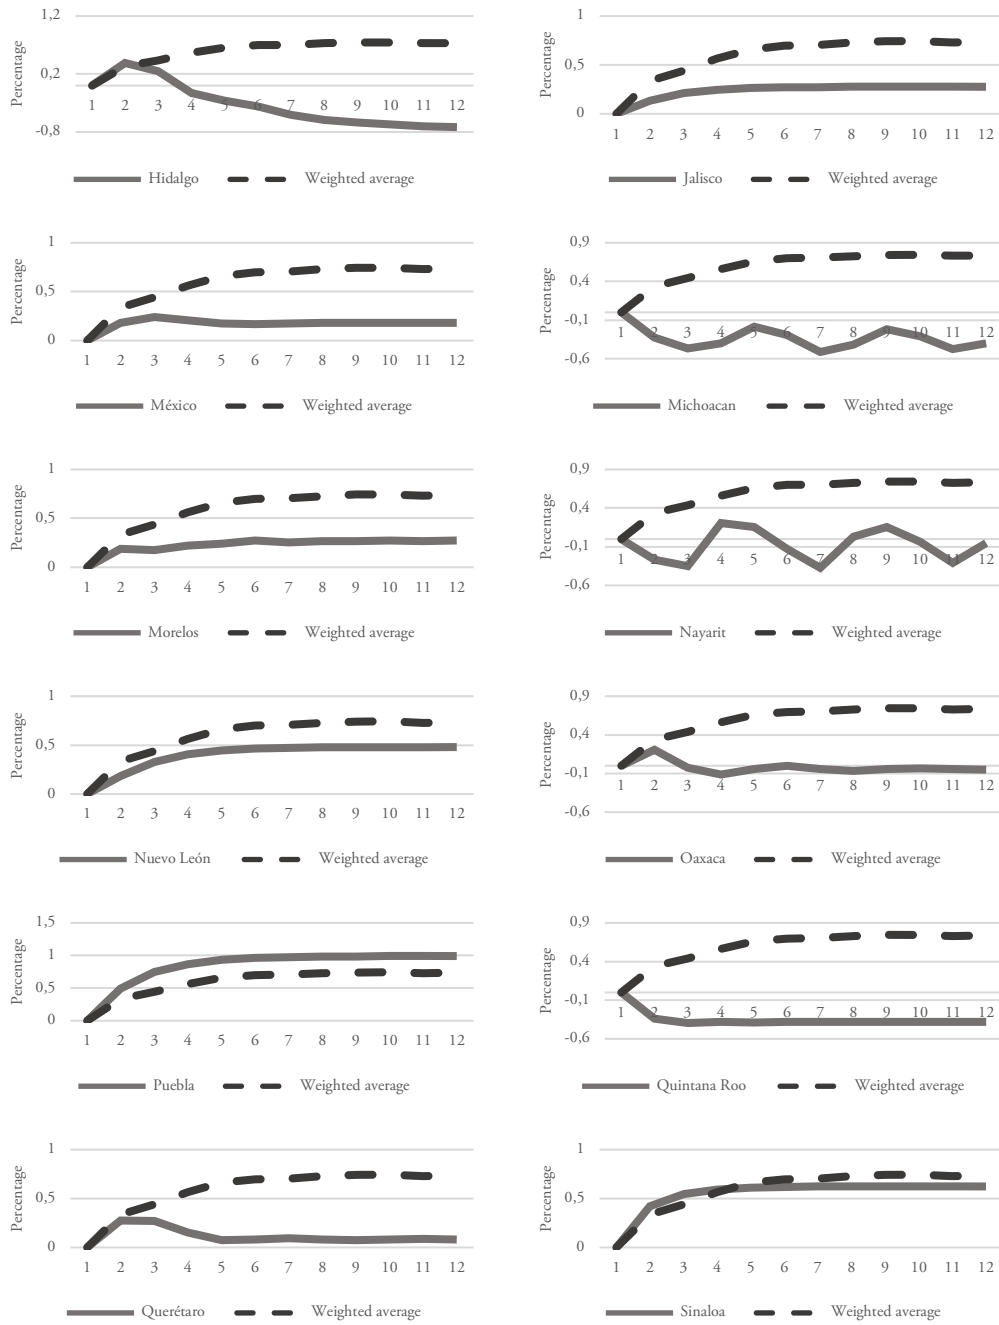 Percentage
1,2
0,2
-0,8
1 2 3 4 5 6 7 8 9 10 11 12
Hidalgo Weighted average
Percentage
1
0,5
0
1 2 3 4 5 6 7 8 9 10 11 12
Jalisco Weighted average
Percentage
1
0,5
0
1 2 3 4 5 6 7 8 9 10 11 12
México Weighted average
Percentage
0,9
0,4
-0,1
-0,6
1 2 3 4 5 6 7 8 9 10 11 12
Michoacan Weighted average
Percentage
1
0,5
0
1 2 3 4 5 6 7 8 9 10 11 12
Morelos Weighted average
Percentage
0,9
0,4
-0,1
-0,6
1 2 3 4 5 6 7 8 9 10 11 12
Nayarit Weighted average
Percentage
1
0,5
0
1 2 3 4 5 6 7 8 9 10 11 12
Nuevo León Weighted average
Percentage
0,9
0,4
-0,1
-0,6
1 2 3 4 5 6 7 8 9 10 11 12
Oaxaca Weighted average
Percentage
1,5
1
0,5
0
1 2 3 4 5 6 7 8 9 10 11 12
Puebla Weighted average
Percentage
0,9
0,4
-0,1
-0,6
1 2 3 4 5 6 7 8 9 10 11 12
Quintana Roo Weighted average
Percentage
1
0,5
0
1 2 3 4 5 6 7 8 9 10 11 12
Querétaro Weighted average
Percentage
1
0,5
0
1 2 3 4 5 6 7 8 9 10 11 12
Sinaloa Weighted average